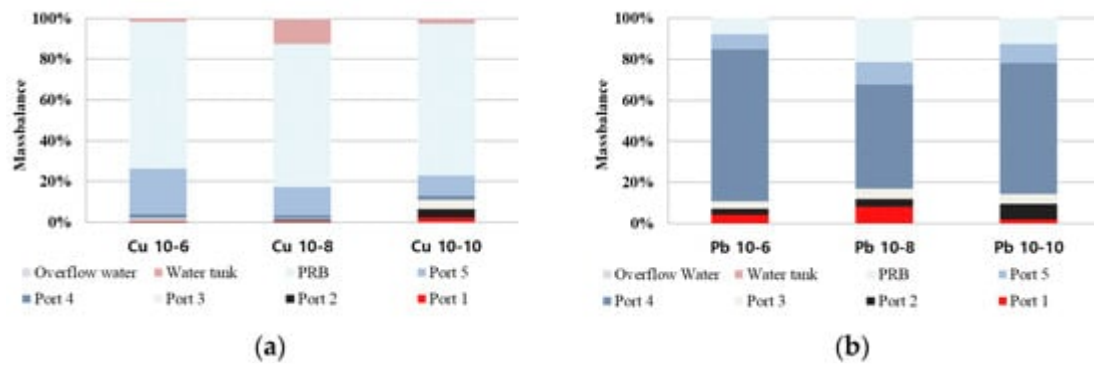 100%
80%
60%
40%
20%
0%
Massbalance
Cu 10-6 Cu 10-8 Cu 10-10
Overflow water Water tank PRB Port 5
Port 4 Port 3 Port 2 Port 1
(a)
100%
80%
60%
40%
20%
0%
Massbalance
Pb 10-6 Pb 10-8 Pb 10-10
Overflow Water Water tank PRB Port 5
Port 4 Port 3 Port 2 Port 1
(b)